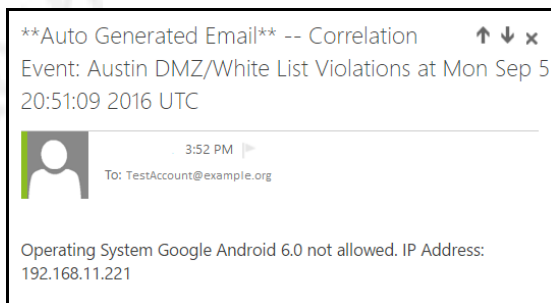 **Auto Generated Email** -- Correlation
Event: Austin DMZ/White List Violations at Mon Sep 5
20:51:09 2016 UTC
3:52 PM
To: TestAccount@example.org
Operating System Google Android 6.0 not allowed. IP Address:
192.168.11.221